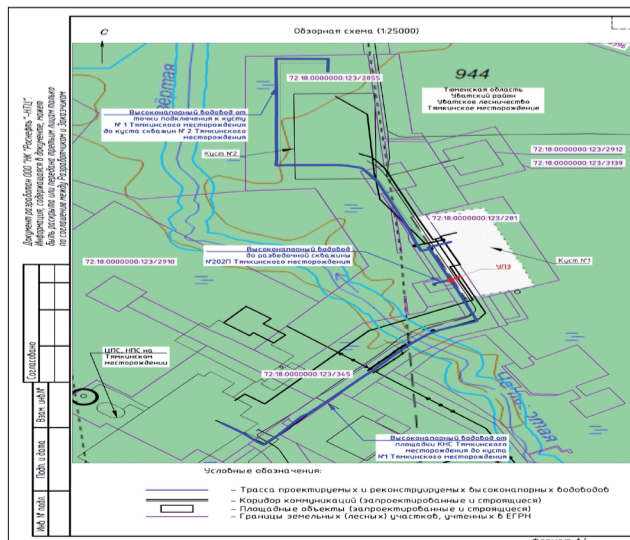 Обзорная схема (1:25000)
с
944
Тюменская область
Уватский район
Уватское лесничество
Тямкинское месторождение
72:18:0000000:123/2855
Высоконапорный водовод от
точки подключения к кусту
№1 Тямкинского месторождения
до куста скважин №2 Тямкинского
месторождения
Куст №2
72:18:0000000:123/2912
72:18:0000000:123/3139
72:18:0000000:123/281
Высоконапорный водовод
до разведочной скважины
№202П Тямкинского месторождения
72:18:0000000:123/2910
Куст №1
УПЗ
ЦПС, НПС на
Тямкинском
месторождении
72:18:0000000:123/345
Высоконапорный водовод от
площадки КНС Тямкинского
месторождения до куста
№1 Тямкинского месторождения
Условные обозначения:
– Трасса проектируемых и реконструируемых высоконапорных водоводов
– Коридор коммуникаций (запроектированные и строящиеся)
– Площадные объекты (запроектированные и строящиеся)
– Границы земельных (лесных) участков, учтенных в ЕГРН
Документ разработан ООО "НК "Роснефть"-НТЦ".
Информация, содержащаяся в документе, может
быть раскрыта или передана третьим лицам только
по соглашению между Разработчиком и Заказчиком
Согласовано
Взам. инв.№
Подп. и дата
Инв. № подл.